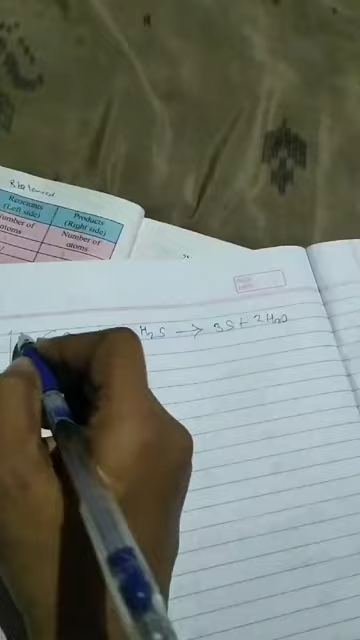 Balanced
Reactants Products
(Left side) (Right side)
Number of Number of
atoms atoms
H2S → 3S + 2H2O